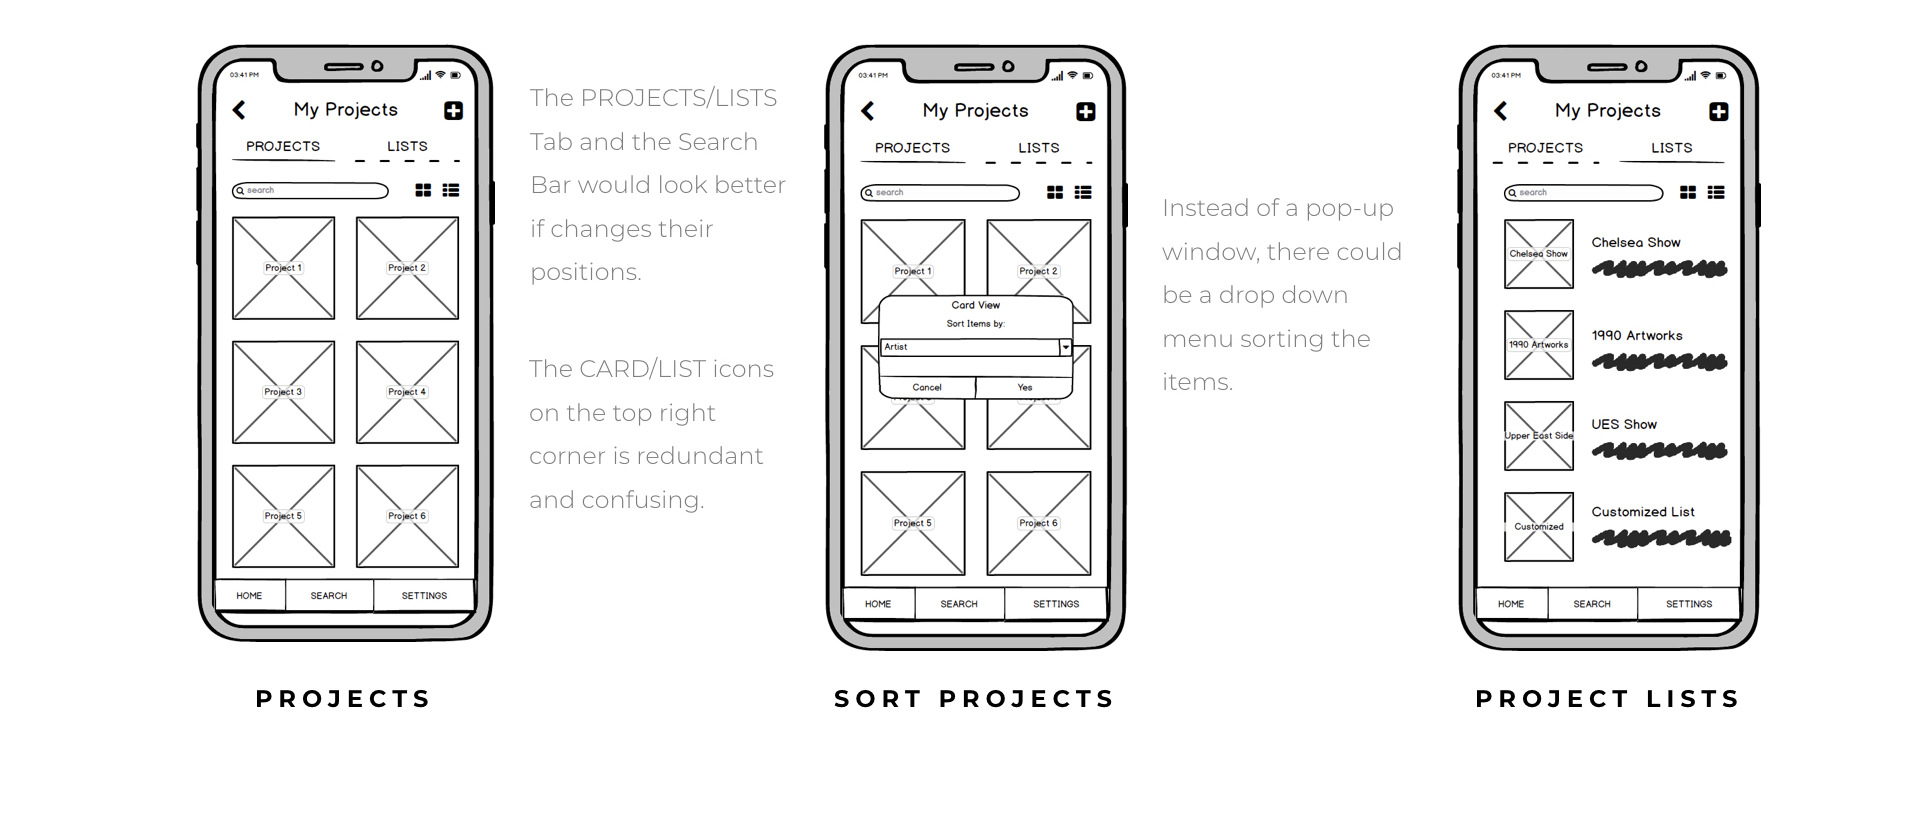 03:41 PM
My Projects
PROJECTS LISTS
search
Project 1 Project 2
Project 3 Project 4
Project 5 Project 6
HOME SEARCH SETTINGS
PROJECTS
The PROJECTS/LISTS
Tab and the Search
Bar would look better
if changes their
positions.
The CARD/LIST icons
on the top right
corner is redundant
and confusing.
03:41 PM
My Projects
PROJECTS LISTS
search
Project 1 Project 2
Card View
Sort Items by:
Artist
Cancel Yes
Project 5 Project 6
HOME SEARCH SETTINGS
SORT PROJECTS
Instead of a pop-up
window, there could
be a drop down
menu sorting the
items.
03:41 PM
My Projects
PROJECTS LISTS
search
Chelsea Show
Chelsea Show
1990 Artworks
1990 Artworks
UES Show
Upper East Side
Customized List
Customized
HOME SEARCH SETTINGS
PROJECT LISTS